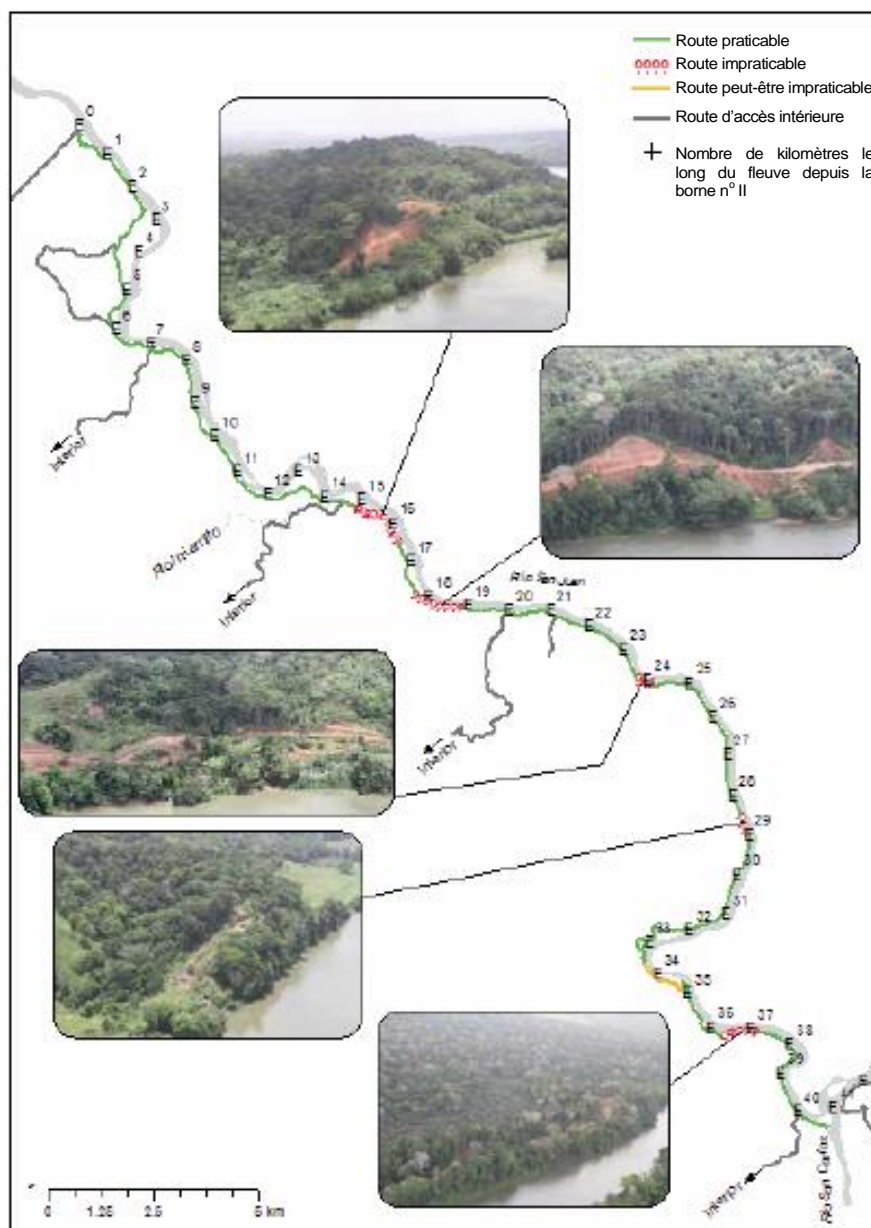 Route praticable
Route impraticable
Route peut-être impraticable
Route d'accès intérieure
Nombre de kilomètres le
long du fleuve depuis la
borne n° II
0
E
1
E
2
E
3
E
4
E
5
E
6
E
7
E
8
E
9
E
10
E
11
E
12
E
13
E
14
E
15
E
16
E
17
E
18
E
19
E
20
E
21
E
22
E
23
E
24
E
25
E
26
E
27
E
28
E
29
E
30
E
31
E
32
E
33
E
34
E
35
E
36
E
37
E
38
E
39
E
40
E
E
Interior
Interior
Interior
Interior
Río San Juan
Río San Carlos
0
1.25
2.5
5 km